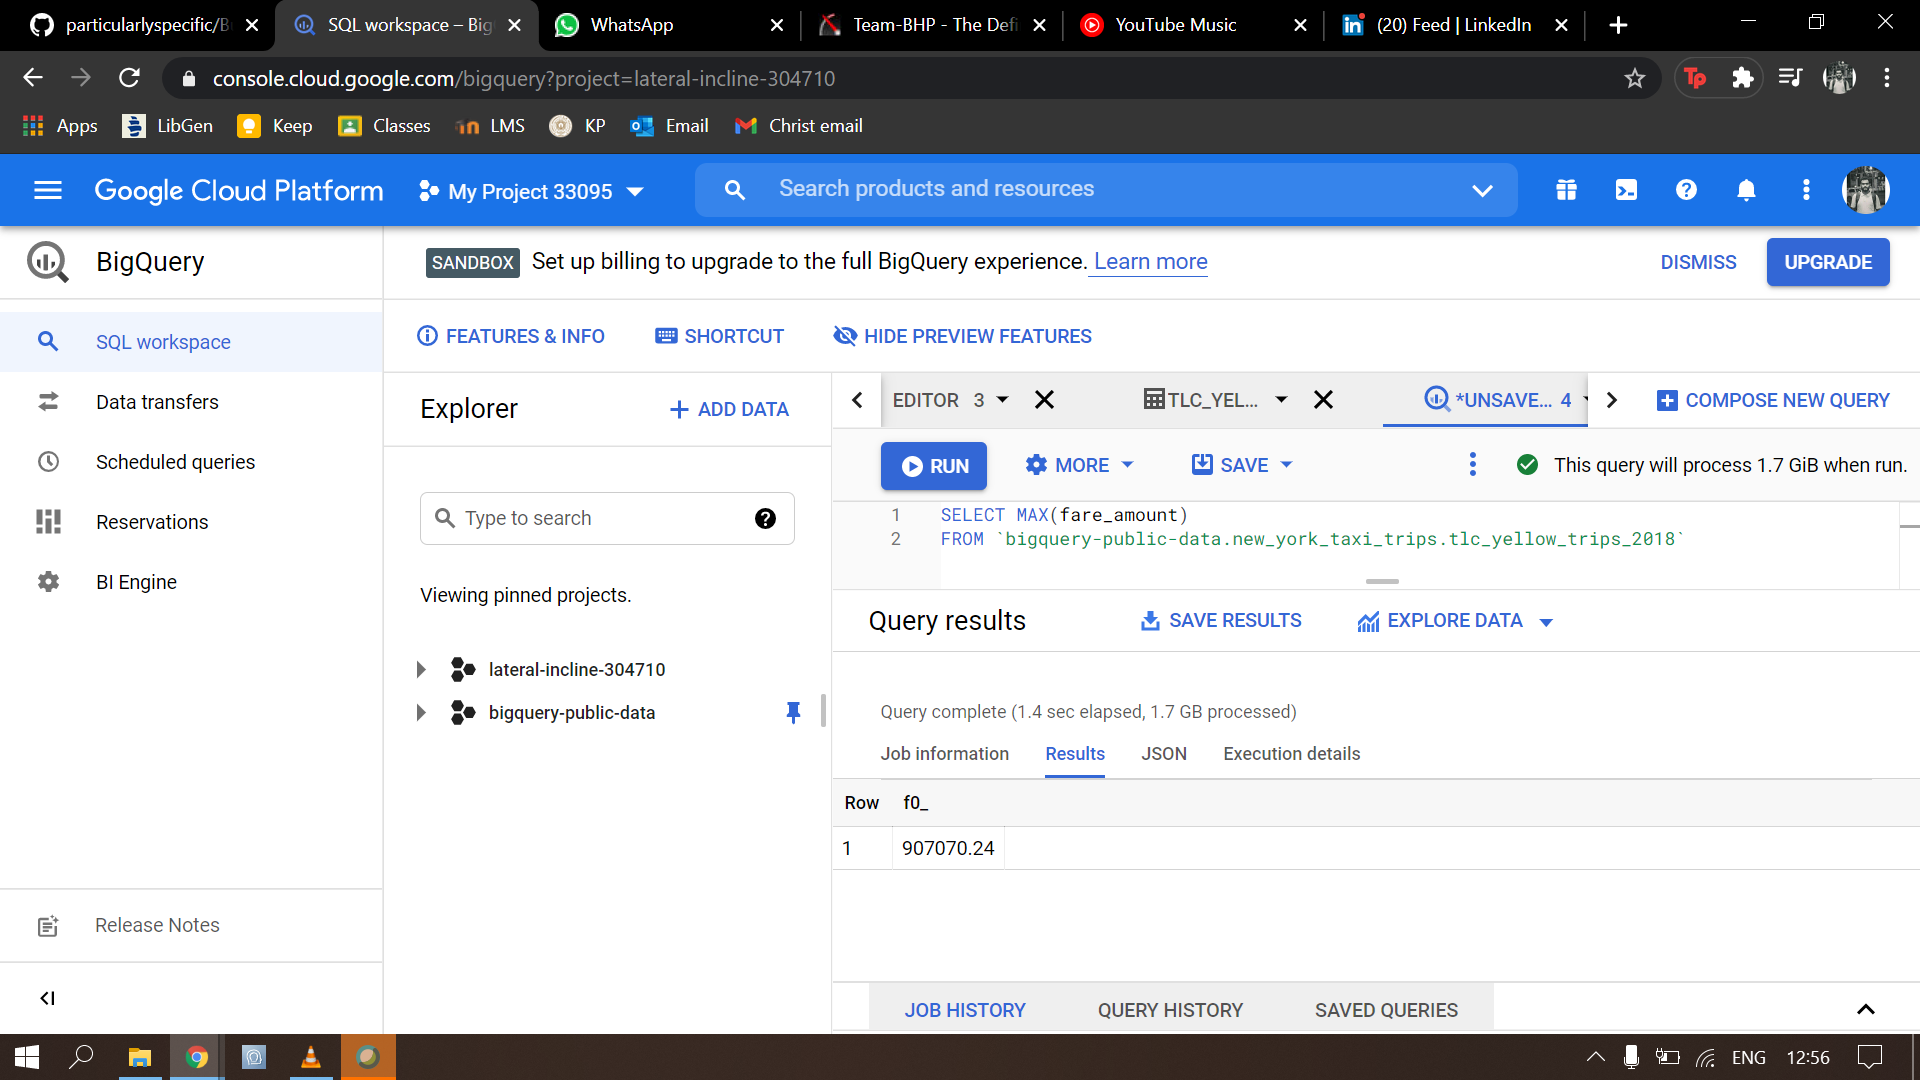 particularlyspecific/B
SQL workspace – Big
WhatsApp
Team-BHP - The Defi
YouTube Music
(20) Feed | LinkedIn
console.cloud.google.com/bigquery?project=lateral-incline-304710
Tp
Apps
LibGen
Keep
Classes
LMS
KP
Email
Christ email
Google Cloud Platform
My Project 33095
Search products and resources
BigQuery
SANDBOX Set up billing to upgrade to the full BigQuery experience. Learn more
DISMISS
UPGRADE
SQL workspace
Data transfers
Scheduled queries
Reservations
BI Engine
Release Notes
FEATURES & INFO
SHORTCUT
HIDE PREVIEW FEATURES
Explorer
ADD DATA
Type to search
Viewing pinned projects.
lateral-incline-304710
bigquery-public-data
EDITOR 3
TLC_YEL...
*UNSAVE... 4
COMPOSE NEW QUERY
RUN
MORE
SAVE
This query will process 1.7 GiB when run.
1 SELECT MAX(fare_amount)
2 FROM `bigquery-public-data.new_york_taxi_trips.tlc_yellow_trips_2018`
Query results
SAVE RESULTS
EXPLORE DATA
Query complete (1.4 sec elapsed, 1.7 GB processed)
Job information
Results
JSON
Execution details
Row f0_
1 907070.24
JOB HISTORY
QUERY HISTORY
SAVED QUERIES
ENG
12:56